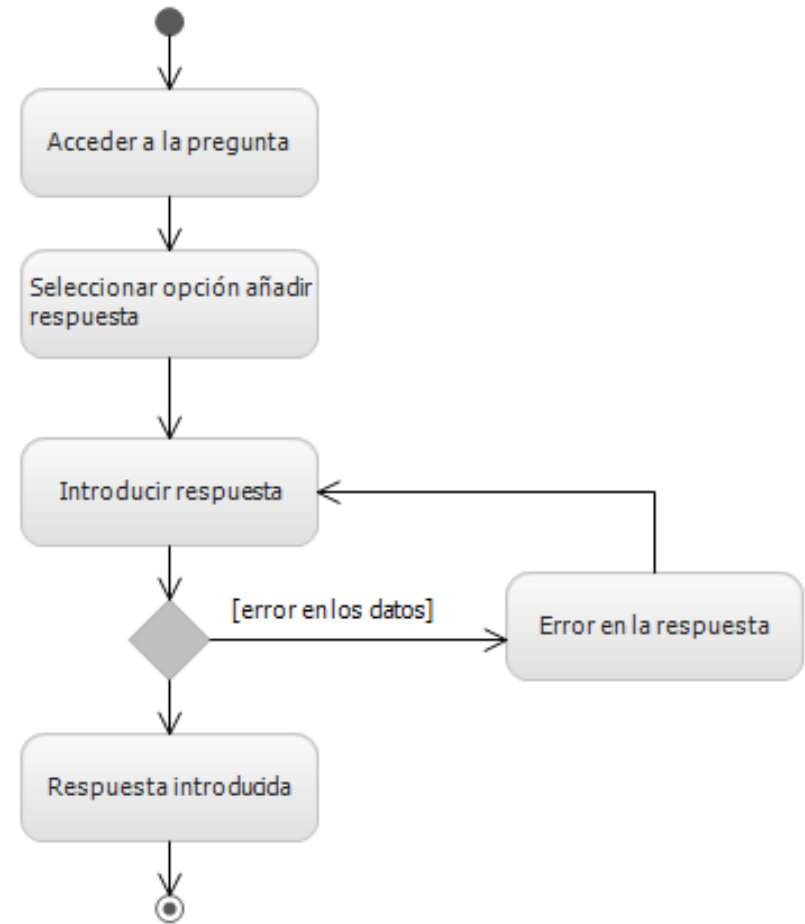 Acceder a la pregunta
Seleccionar opción añadir
respuesta
Introducir respuesta
[error en los datos]
Error en la respuesta
Respuesta introducida